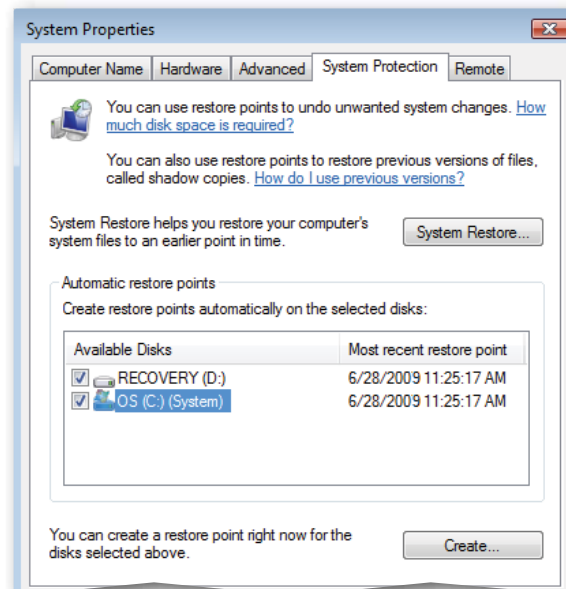 System Properties
Computer Name Hardware Advanced System Protection Remote
You can use restore points to undo unwanted system changes. How
much disk space is required?
You can also use restore points to restore previous versions of files,
called shadow copies. How do I use previous versions?
System Restore helps you restore your computer's
system files to an earlier point in time.
System Restore...
Automatic restore points
Create restore points automatically on the selected disks:
Available Disks Most recent restore point
RECOVERY (D:) 6/28/2009 11:25:17 AM
OS (C:) (System) 6/28/2009 11:25:17 AM
You can create a restore point right now for the
disks selected above.
Create...